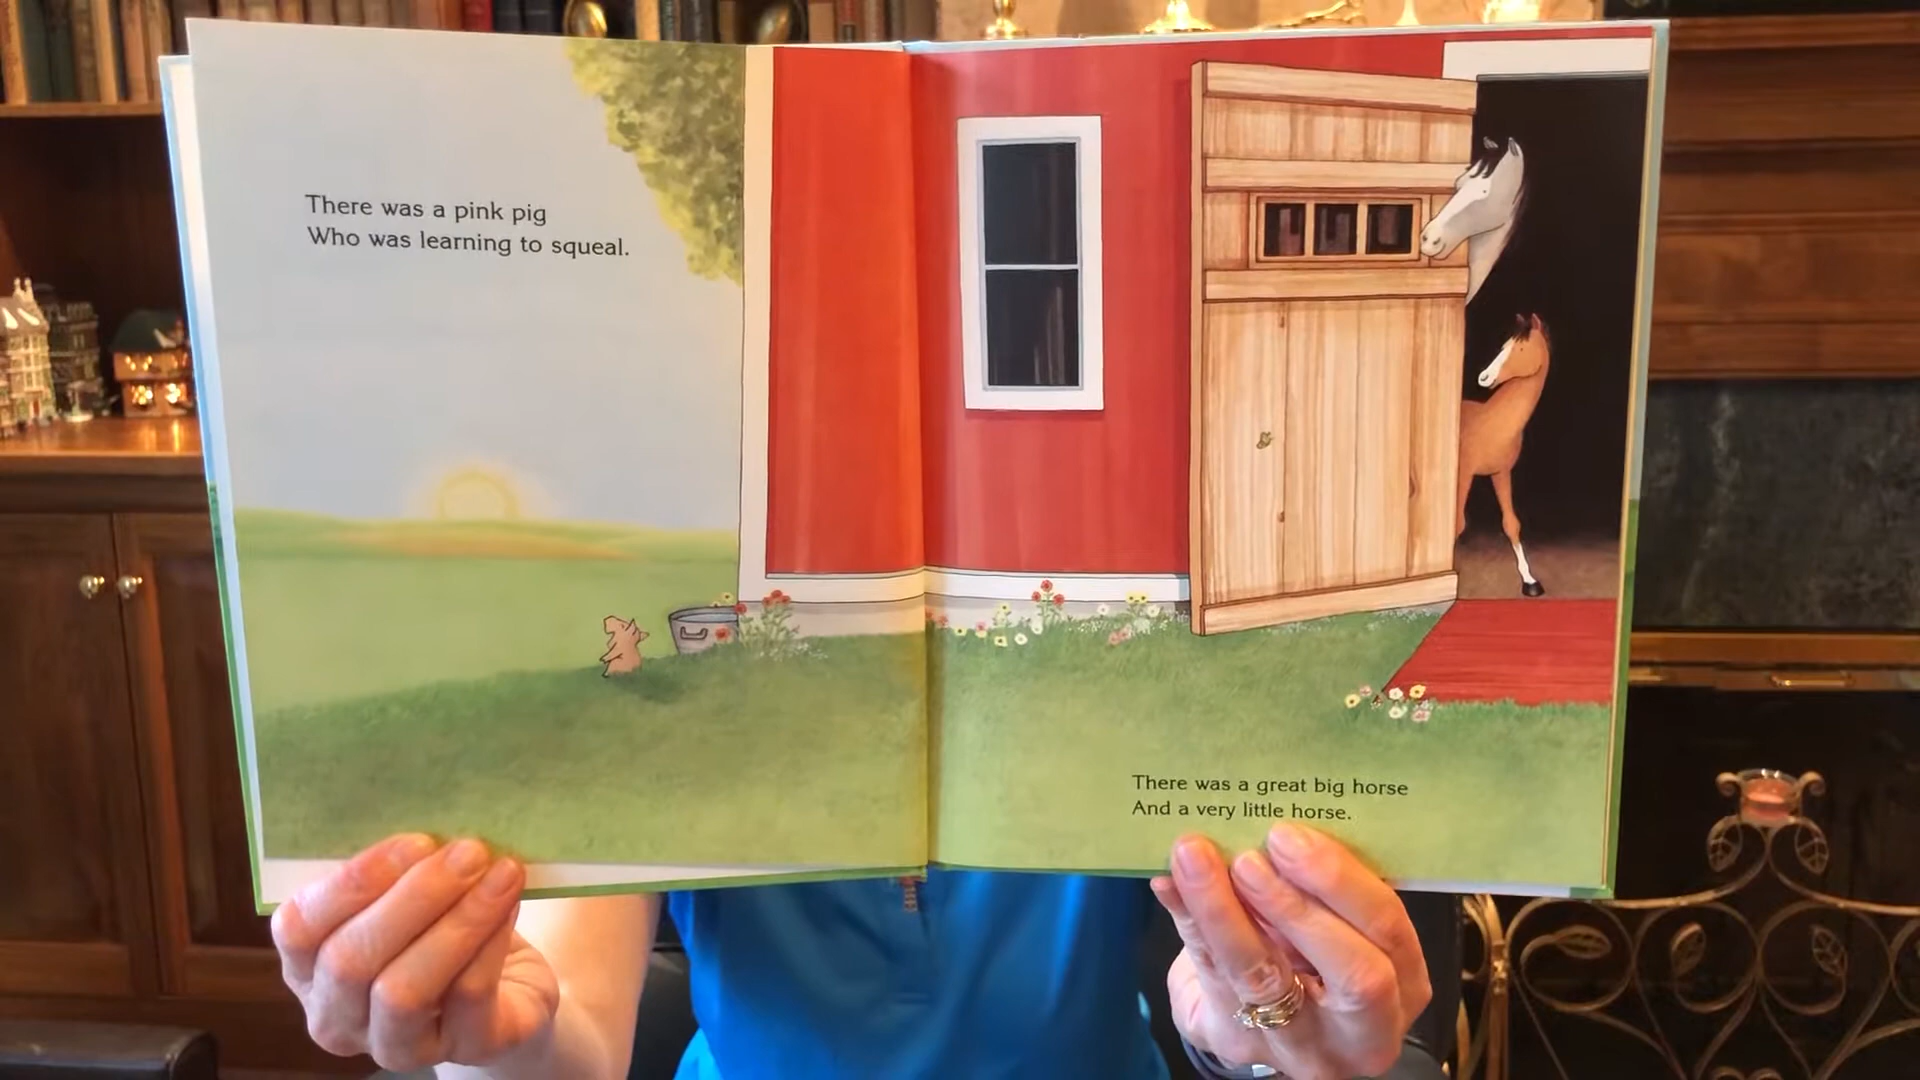 There was a pink pig
Who was learning to squeal.
There was a great big horse
And a very little horse.